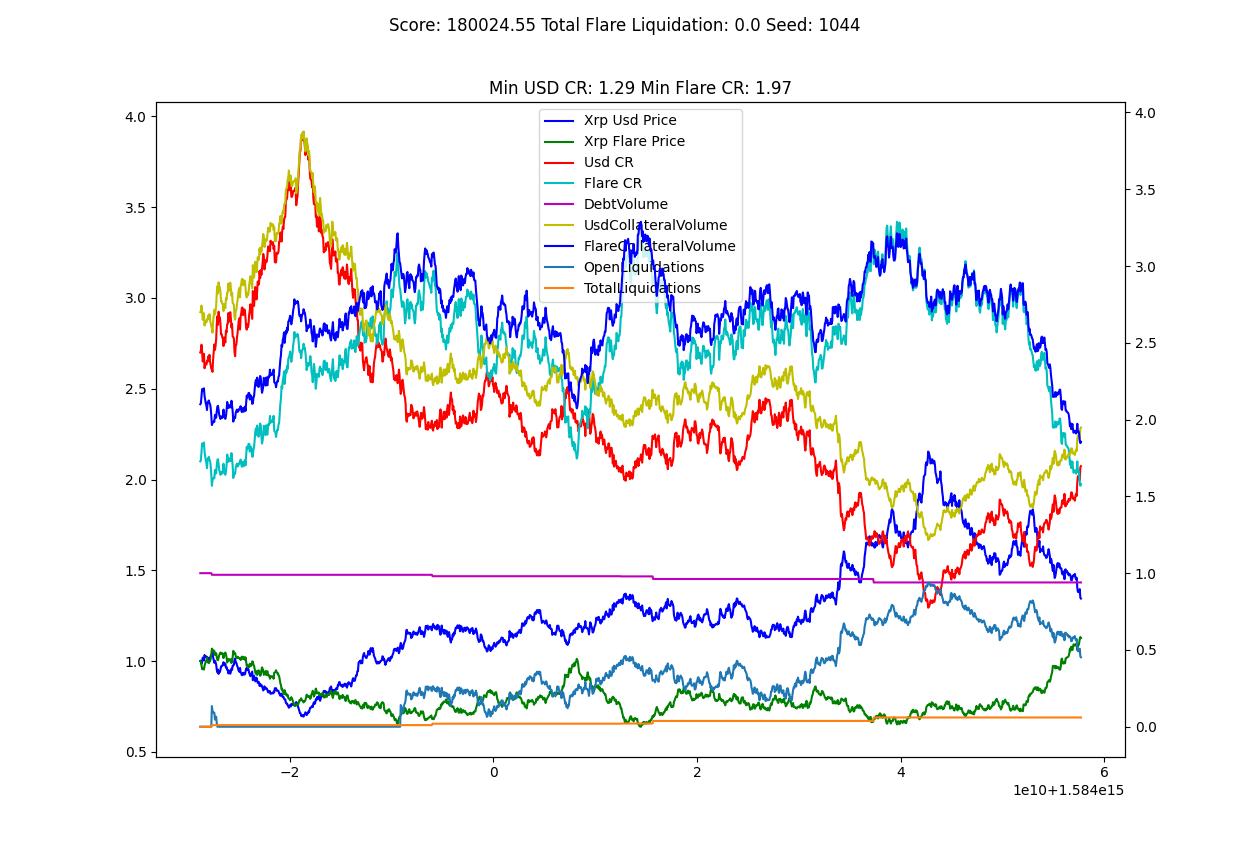 Score: 180024.55 Total Flare Liquidation: 0.0 Seed: 1044
Min USD CR: 1.29 Min Flare CR: 1.97
Xrp Usd Price
Xrp Flare Price
Usd CR
Flare CR
DebtVolume
UsdCollateralVolume
FlareCollateralVolume
OpenLiquidations
TotalLiquidations
4.0
3.5
3.0
2.5
2.0
1.5
1.0
0.5
4.0
3.5
3.0
2.5
2.0
1.5
1.0
0.5
0.0
−2 0 2 4 6
1e10+1.584e15